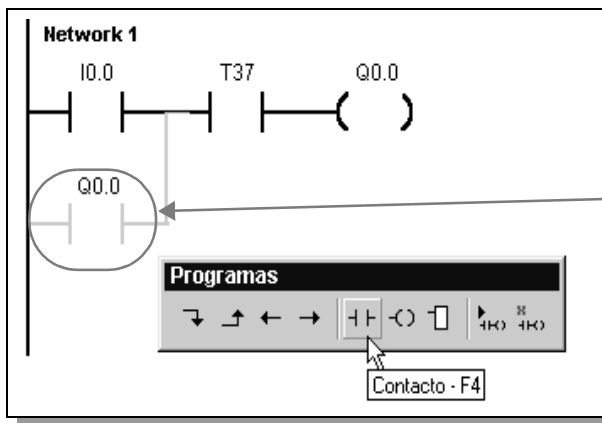 Network 1
I0.0 T37 Q0.0
Q0.0
Programas
Contacto - F4